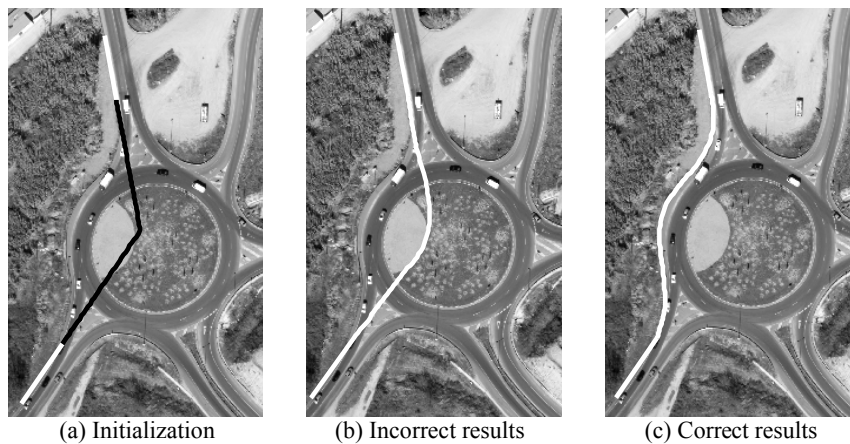 (a) Initialization
(b) Incorrect results
(c) Correct results